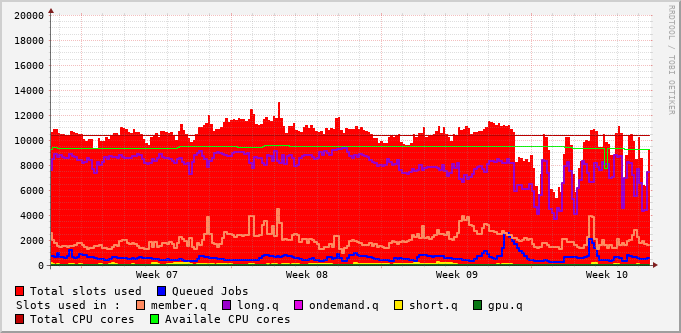 20000
18000
16000
14000
12000
10000
8000
6000
4000
2000
0
Week 07 Week 08 Week 09 Week 10
RRDTOOL / TOBI OETIKER
Total slots used Queued Jobs
Slots used in : member.q long.q ondemand.q short.q gpu.q
Total CPU cores Availale CPU cores